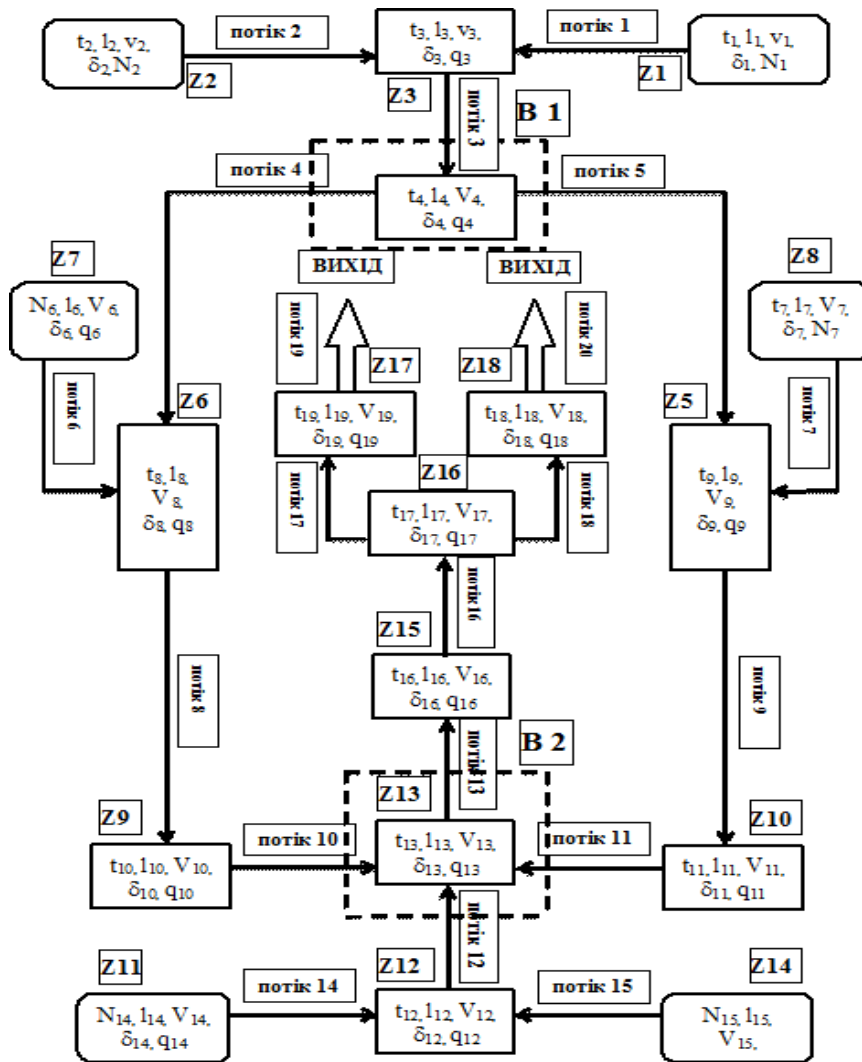 t₂, l₂, v₂,
δ₂, N₂
потік 2
Z2
t₃, l₃, v₃,
δ₃, q₃
Z3
потік 1
Z1
t₁, l₁, v₁,
δ₁, N₁
потік 3
В 1
потік 4
t₄, l₄, V₄,
δ₄, q₄
потік 5
Z7
N₆, l₆, V₆,
δ₆, q₆
ВИХІД
ВИХІД
Z8
t₇, l₇, V₇,
δ₇, N₇
потік 19
потік 20
Z17
Z18
потік 6
Z6
t₈, l₈,
V₈,
δ₈, q₈
t₁₉, l₁₉, V₁₉,
δ₁₉, q₁₉
t₁₈, l₁₈, V₁₈,
δ₁₈, q₁₈
Z5
t₉, l₉,
V₉,
δ₉, q₉
потік 7
Z16
потік 17
t₁₇, l₁₇, V₁₇,
δ₁₇, q₁₇
потік 18
потік 16
Z15
t₁₆, l₁₆, V₁₆,
δ₁₆, q₁₆
потік 8
потік 9
потік 13
В 2
Z13
Z9
t₁₀, l₁₀, V₁₀,
δ₁₀, q₁₀
потік 10
t₁₃, l₁₃, V₁₃,
δ₁₃, q₁₃
потік 11
Z10
t₁₁, l₁₁, V₁₁,
δ₁₁, q₁₁
потік 12
Z11
N₁₄, l₁₄, V₁₄,
δ₁₄, q₁₄
потік 14
Z12
t₁₂, l₁₂, V₁₂,
δ₁₂, q₁₂
потік 15
Z14
N₁₅, l₁₅,
V₁₅,